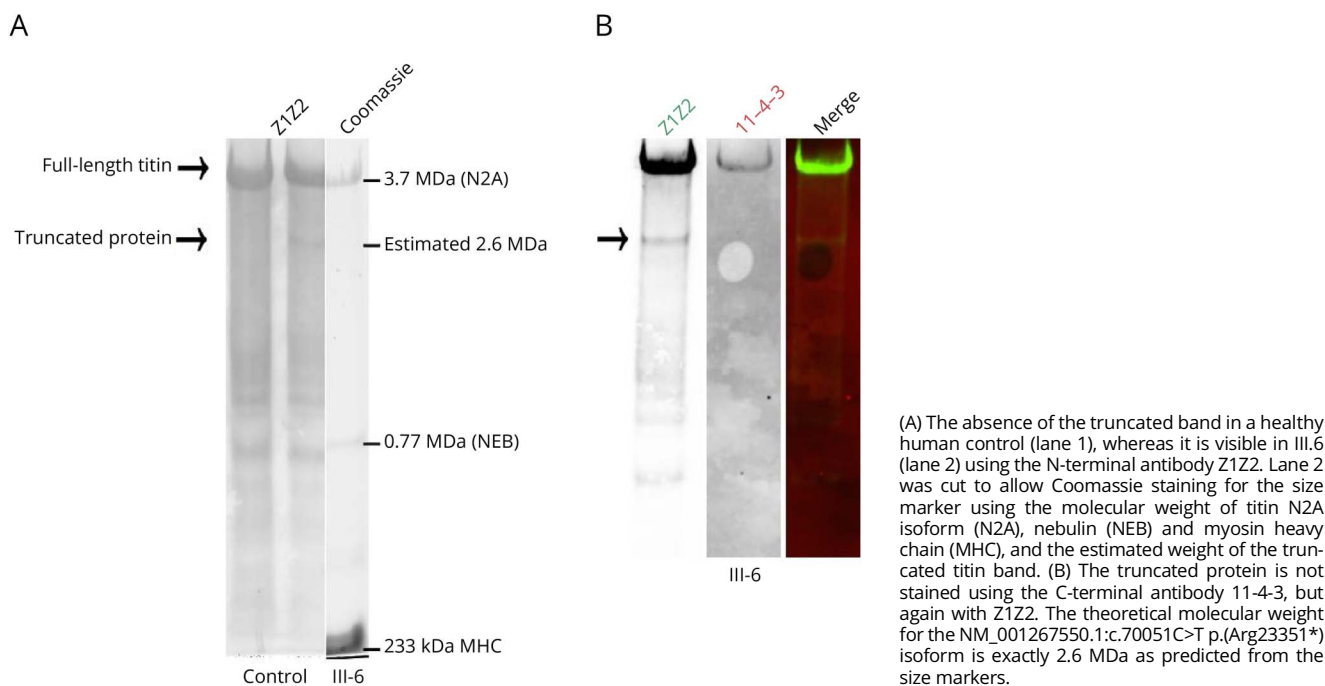 A
B
Z1Z2
Coomassie
Full-length titin
3.7 MDa (N2A)
Truncated protein
Estimated 2.6 MDa
0.77 MDa (NEB)
233 kDa MHC
Control
III-6
Z1Z2
11-4-3
Merge
III-6
(A) The absence of the truncated band in a healthy
human control (lane 1), whereas it is visible in III.6
(lane 2) using the N-terminal antibody Z1Z2. Lane 2
was cut to allow Coomassie staining for the size
marker using the molecular weight of titin N2A
isoform (N2A), nebulin (NEB) and myosin heavy
chain (MHC), and the estimated weight of the trun-
cated titin band. (B) The truncated protein is not
stained using the C-terminal antibody 11-4-3, but
again with Z1Z2. The theoretical molecular weight
for the NM_001267550.1:c.70051C>T p.(Arg23351*)
isoform is exactly 2.6 MDa as predicted from the
size markers.